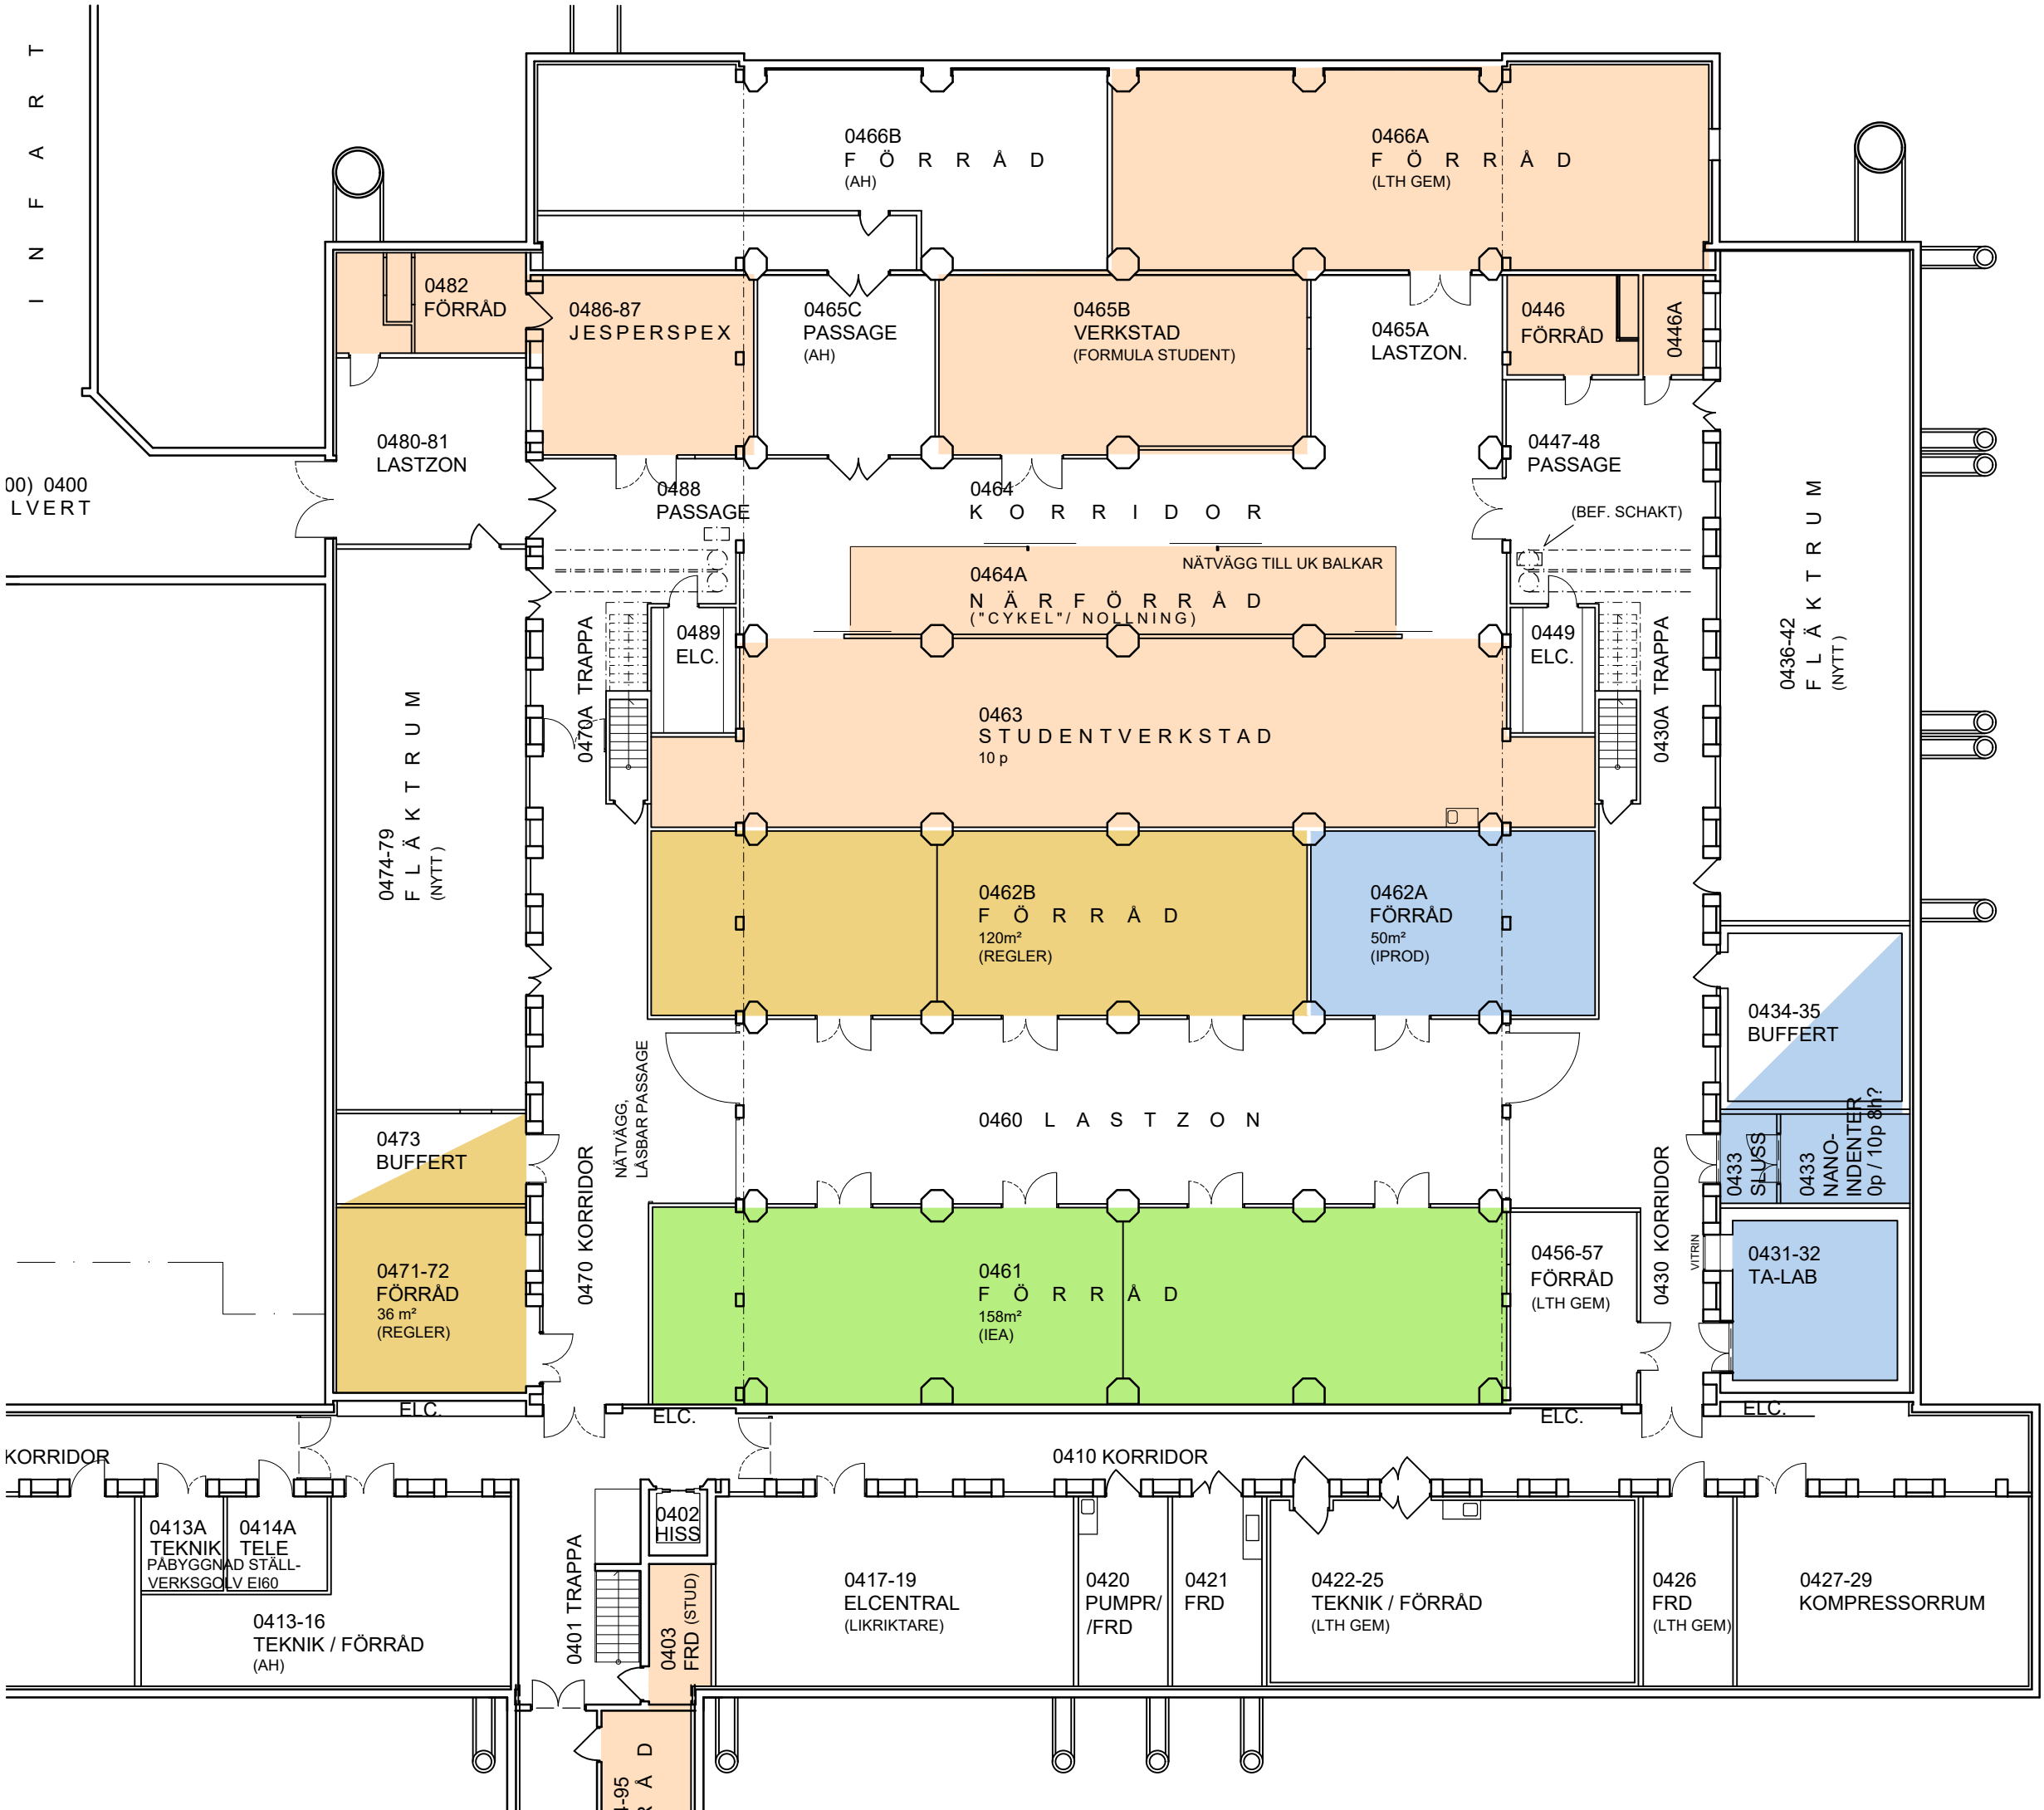 I N F A R T
0466B
F Ö R R Å D
(AH)
0466A
F Ö R R Å D
(LTH GEM)
0482
FÖRRÅD
0486-87
JESPERSPEX
0465C
PASSAGE
(AH)
0465B
VERKSTAD
(FORMULA STUDENT)
0465A
LASTZON.
0446
FÖRRÅD
0446A
0480-81
LASTZON
0447-48
PASSAGE
00) 0400
LVERT
0488
PASSAGE
0464
K O R R I D O R
(BEF. SCHAKT)
NÄTVÄGG TILL UK BALKAR
0464A
N Ä R F Ö R R Å D
("CYKEL"/ NOLLNING)
0489
ELC.
0449
ELC.
0470A TRAPPA
0430A TRAPPA
0436-42
F L Ä K T R U M
(NYTT )
0463
STUDENTVERKSTAD
10 p
0474-79
F L Ä K T R U M
(NYTT )
0462B
F Ö R R Å D
120m²
(REGLER)
0462A
FÖRRÅD
50m²
(IPROD)
0434-35
BUFFERT
NÄTVÄGG,
LÅSBAR PASSAGE
0460 L A S T Z O N
0473
BUFFERT
0433
SLUSS
0433
NANO-
INDENTER
0p / 10p 8h?
0470 KORRIDOR
0430 KORRIDOR
VITRIN
0471-72
FÖRRÅD
36 m²
(REGLER)
0461
F Ö R R Å D
158m²
(IEA)
0456-57
FÖRRÅD
(LTH GEM)
0431-32
TA-LAB
ELC.
ELC.
ELC.
ELC.
KORRIDOR
0410 KORRIDOR
0413A
TEKNIK
0414A
TELE
PÅBYGGNAD STÄLL-
VERKSGOLV EI60
0413-16
TEKNIK / FÖRRÅD
(AH)
0401 TRAPPA
0402
HISS
0403
FRD (STUD)
0417-19
ELCENTRAL
(LIKRIKTARE)
0420
PUMPR/
/FRD
0421
FRD
0422-25
TEKNIK / FÖRRÅD
(LTH GEM)
0426
FRD
(LTH GEM)
0427-29
KOMPRESSORRUM
-95
R Å D